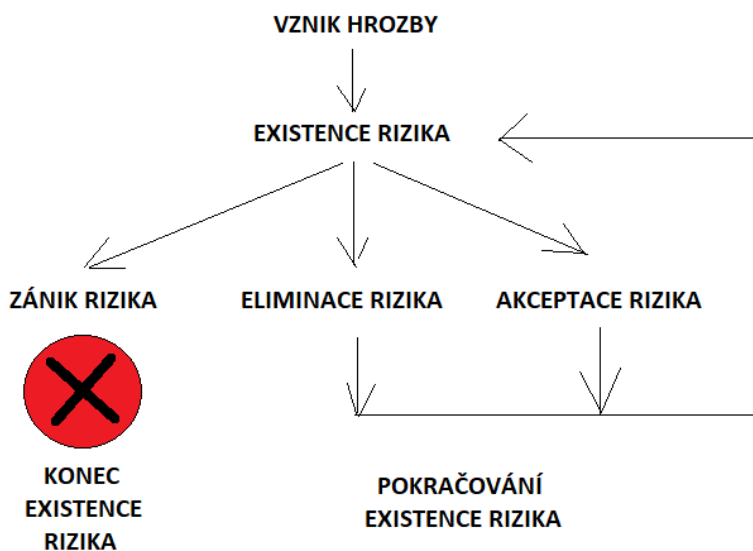 VZNIK HROZBY
EXISTENCE RIZIKA
ZÁNIK RIZIKA
ELIMINACE RIZIKA
AKCEPTACE RIZIKA
KONEC
EXISTENCE
RIZIKA
POKRAČOVÁNÍ
EXISTENCE RIZIKA